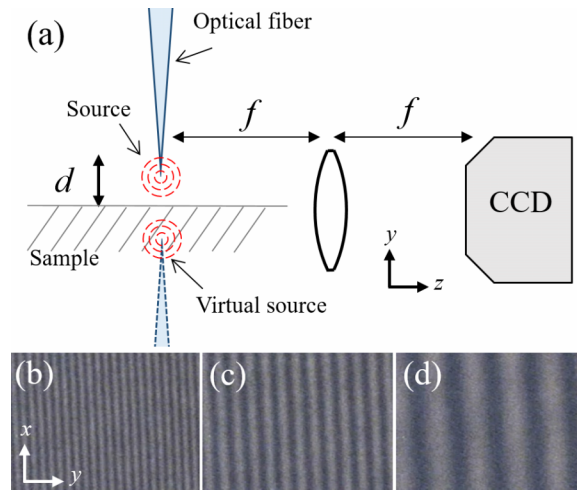 (a)
Optical fiber
Source
f
f
d
CCD
Sample
y
z
Virtual source
(b)
(c)
(d)
x
y